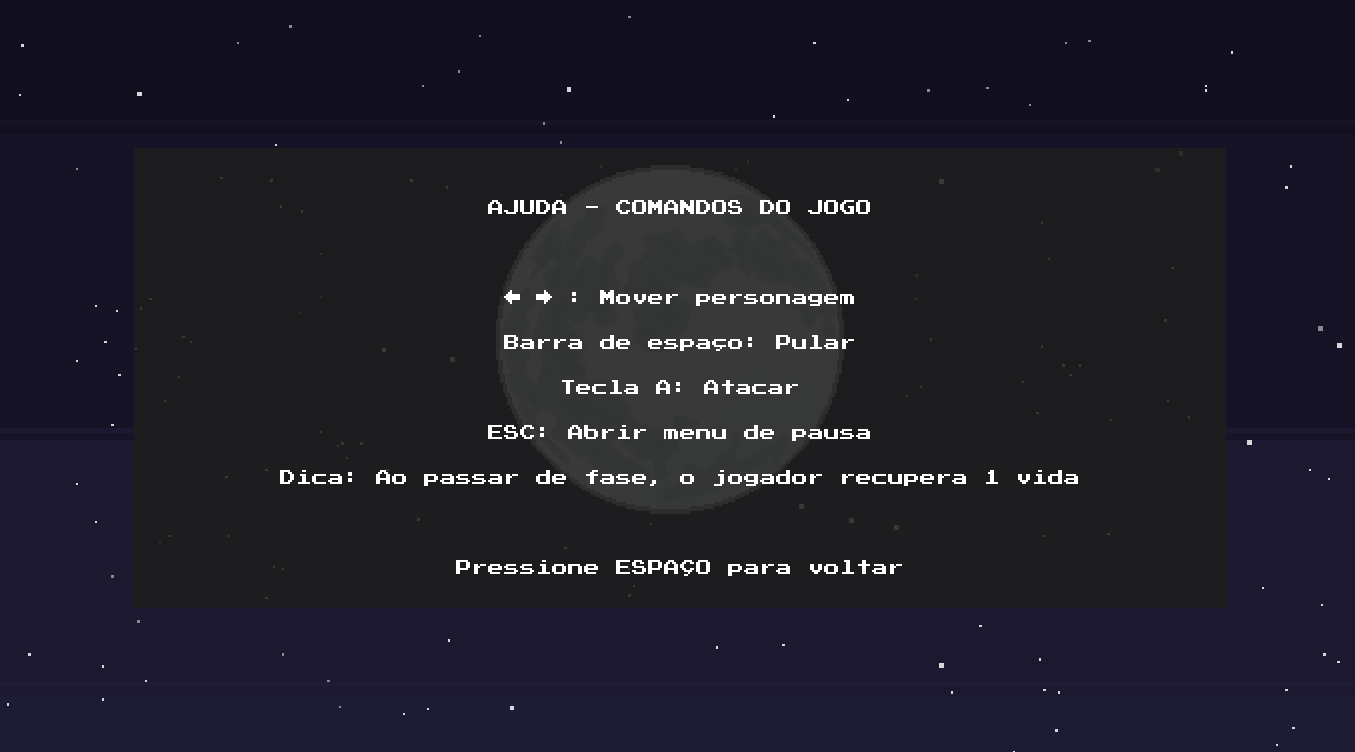 AJUDA - COMANDOS DO JOGO
🡄 🡆 : Mover personagem
Barra de espaço: Pular
Tecla A: Atacar
ESC: Abrir menu de pausa
Dica: Ao passar de fase, o jogador recupera 1 vida
Pressione ESPAÇO para voltar